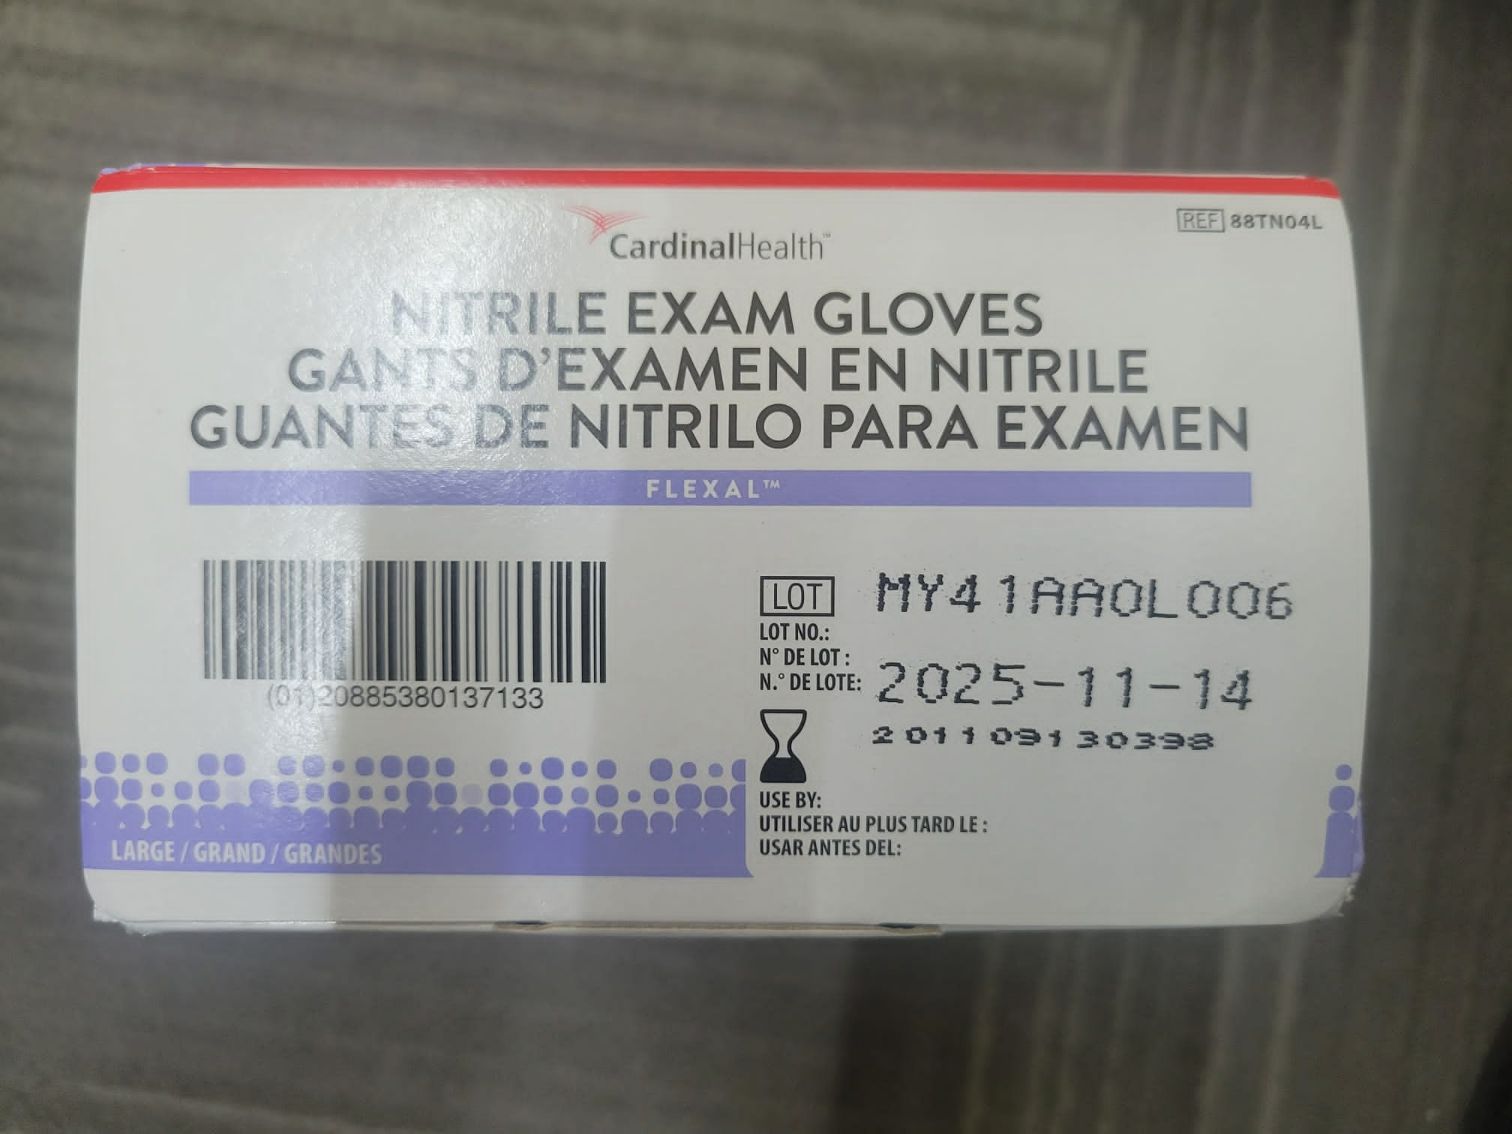 CardinalHealth™
REF 88TN04L
NITRILE EXAM GLOVES
GANTS D'EXAMEN EN NITRILE
GUANTES DE NITRILO PARA EXAMEN
FLEXAL™
(01)20885380137133
LARGE / GRAND / GRANDES
LOT MY41AAOL006
LOT NO.:
N° DE LOT :
N.° DE LOTE:
2025-11-14
201109130398
USE BY:
UTILISER AU PLUS TARD LE :
USAR ANTES DEL: